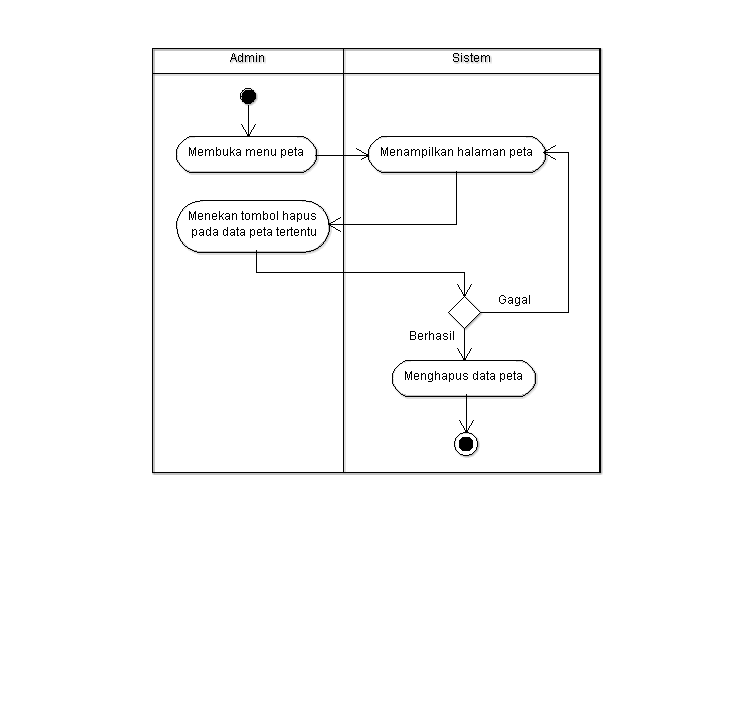 Admin
Sistem
Membuka menu peta
Menampilkan halaman peta
Menekan tombol hapus
pada data peta tertentu
Gagal
Berhasil
Menghapus data peta